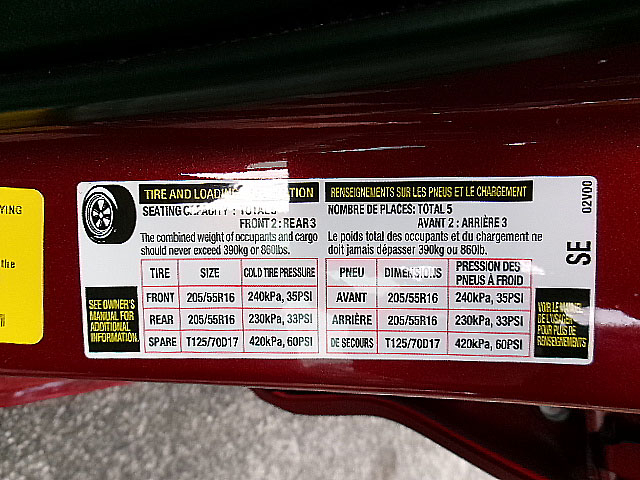 YING
the
TIRE AND LOADING
SEATING CAPACITY : TOTAL 5
FRONT 2 : REAR 3
The combined weight of occupants and cargo
should never exceed 390kg or 860lbs.
TIRE SIZE COLD TIRE PRESSURE
FRONT 205/55R16 240kPa, 35PSI
REAR 205/55R16 230kPa, 33PSI
SPARE T125/70D17 420kPa, 60PSI
SEE OWNER'S
MANUAL FOR
ADDITIONAL
INFORMATION.
RENSEIGNEMENTS SUR LES PNEUS ET LE CHARGEMENT
NOMBRE DE PLACES: TOTAL 5
AVANT 2 : ARRIÈRE 3
Le poids total des occupants et du chargement ne
doit jamais dépasser 390kg ou 860lb.
PNEU DIMENSIONS PRESSION DES
PNEUS À FROID
AVANT 205/55R16 240kPa, 35PSI
ARRIÈRE 205/55R16 230kPa, 33PSI
DE SECOURS T125/70D17 420kPa, 60PSI
VOIR LE MANUEL
DE L'USAGER
POUR PLUS DE
RENSEIGNEMENTS
SE
02V00